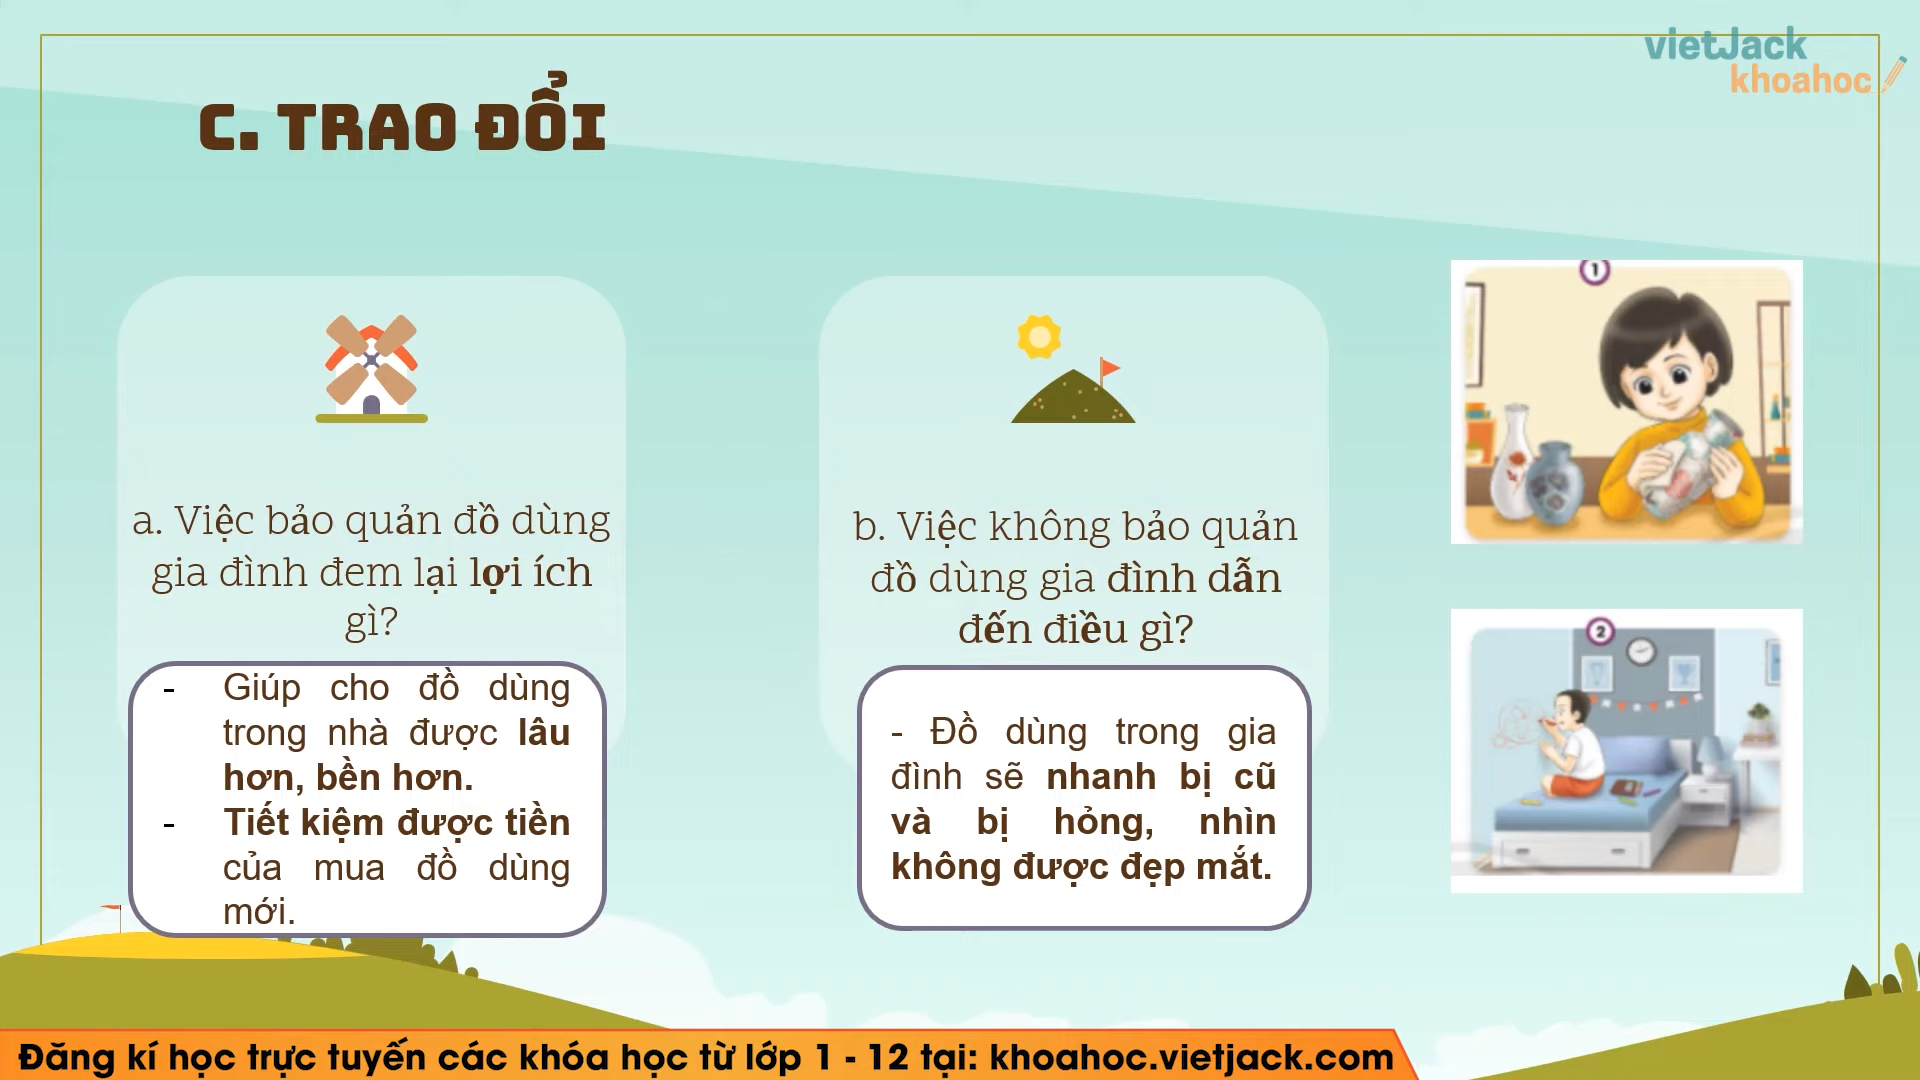 vietJack
khoahoc
C. TRAO ĐỔI
a. Việc bảo quản đồ dùng
gia đình đem lại lợi ích
gì?
- Giúp cho đồ dùng
trong nhà được lâu
hơn, bền hơn.
- Tiết kiệm được tiền
của mua đồ dùng
mới.
b. Việc không bảo quản
đồ dùng gia đình dẫn
đến điều gì?
- Đồ dùng trong gia
đình sẽ nhanh bị cũ
và bị hỏng, nhìn
không được đẹp mắt.
1
2
Đăng kí học trực tuyến các khóa học từ lớp 1 - 12 tại: khoahoc.vietjack.com